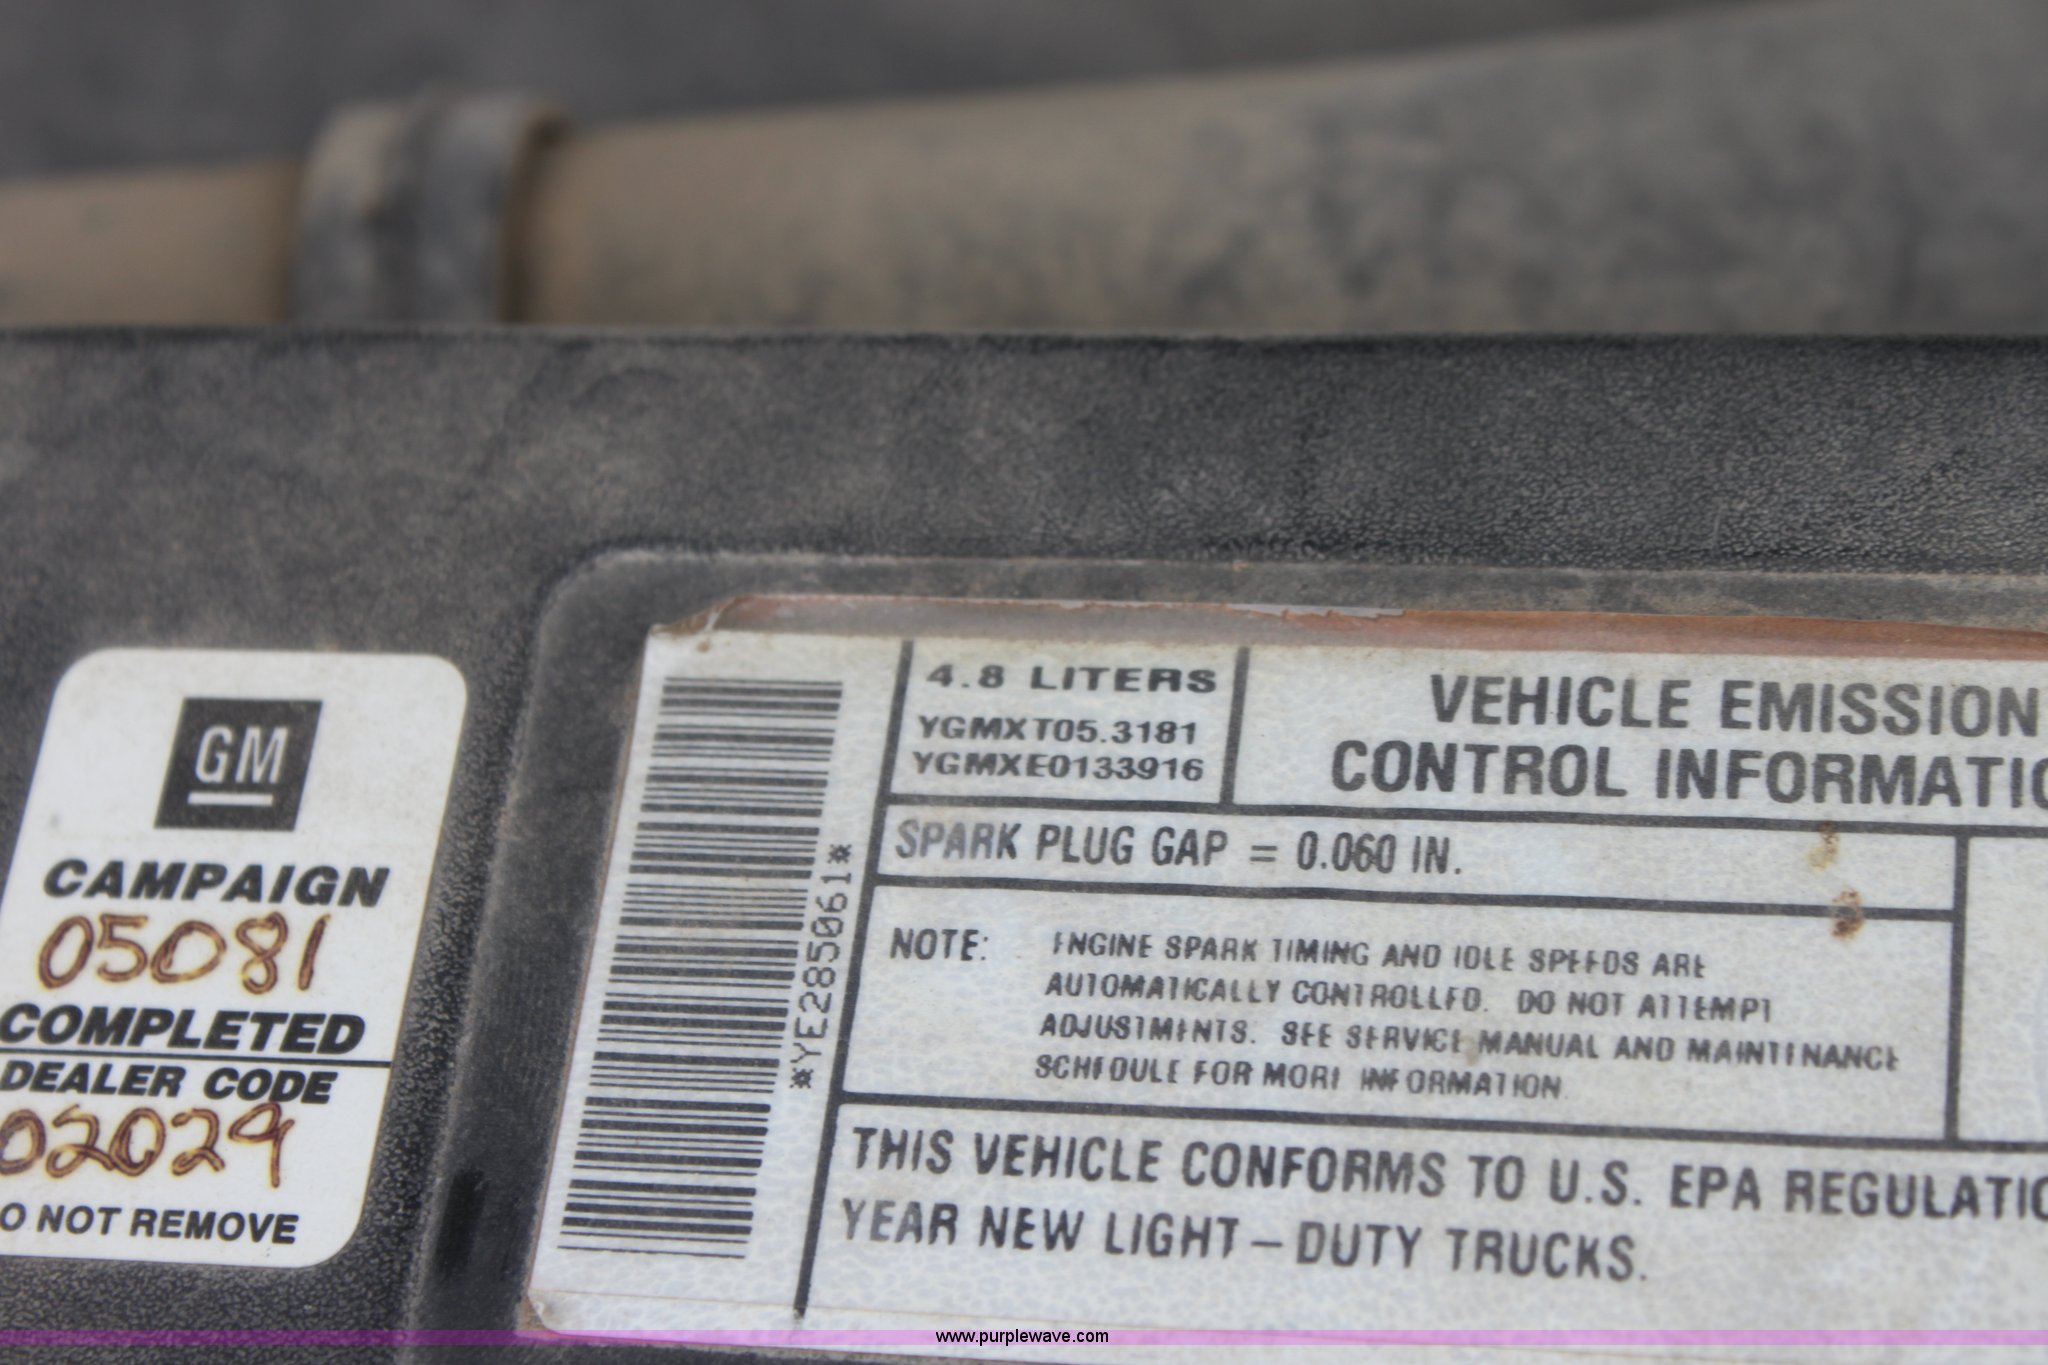 GM
CAMPAIGN
05081
COMPLETED
DEALER CODE
02029
O NOT REMOVE
*YE285061*
4.8 LITERS
YGMXT05.3181
YGMXE0133916
VEHICLE EMISSION
CONTROL INFORMATIO
SPARK PLUG GAP = 0.060 IN.
NOTE: ENGINE SPARK TIMING AND IDLE SPEEDS ARE
AUTOMATICALLY CONTROLLED. DO NOT ATTEMPT
ADJUSTMENTS. SEE SERVICE MANUAL AND MAINTENANCE
SCHEDULE FOR MORE INFORMATION.
THIS VEHICLE CONFORMS TO U.S. EPA REGULATIO
YEAR NEW LIGHT-DUTY TRUCKS.
www.purplewave.com